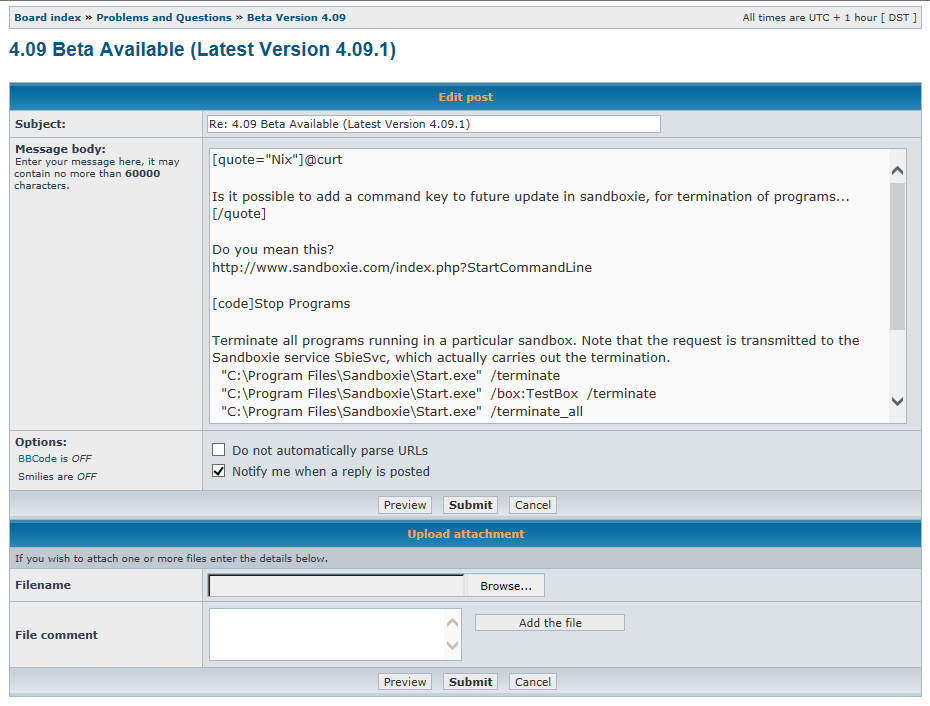 Board index » Problems and Questions » Beta Version 4.09
All times are UTC + 1 hour [ DST ]
4.09 Beta Available (Latest Version 4.09.1)
Edit post
Subject:
Re: 4.09 Beta Available (Latest Version 4.09.1)
Message body:
Enter your message here, it may
contain no more than 60000
characters.
[quote="Nix"]@curt
Is it possible to add a command key to future update in sandboxie, for termination of programs...
[/quote]
Do you mean this?
http://www.sandboxie.com/index.php?StartCommandLine
[code]Stop Programs
Terminate all programs running in a particular sandbox. Note that the request is transmitted to the
Sandboxie service SbieSvc, which actually carries out the termination.
"C:\Program Files\Sandboxie\Start.exe"  /terminate
"C:\Program Files\Sandboxie\Start.exe"  /box:TestBox  /terminate
"C:\Program Files\Sandboxie\Start.exe"  /terminate_all
Options:
BBCode is OFF
Smilies are OFF
Do not automatically parse URLs
Notify me when a reply is posted
Preview Submit Cancel
Upload attachment
If you wish to attach one or more files enter the details below.
Filename
Browse...
File comment
Add the file
Preview Submit Cancel